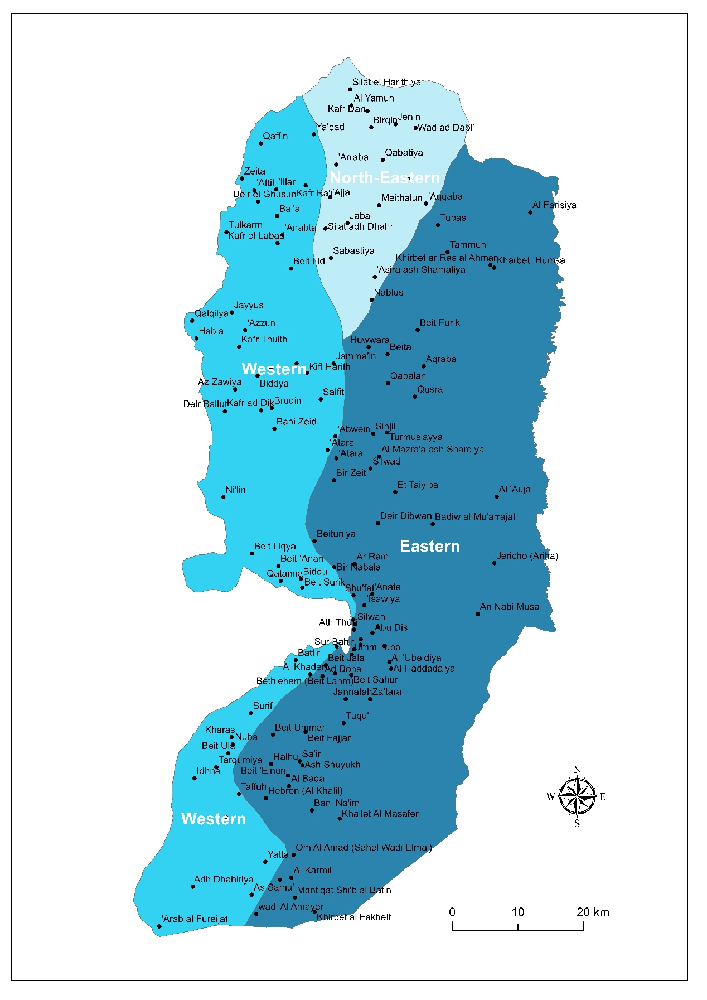 Silat el Harithiya
Al Yamun
Kafr Dan
Birqin
Jenin
Ya'bad
Wad ad Dabi'
Qaffin
'Arraba
Qabatiya
Zeita
North-Eastern
'Attil
'Illar
Deir el Ghusun
Kafr Ra'i
'Ajja
Meithalun
'Aqqaba
Al Farisiya
Bal'a
Jaba'
Tubas
Tulkarm
'Anabta
Silat adh Dhahr
Kafr el Labad
Tammun
Sabastiya
Khirbet ar Ras al Ahmar
Kharbet Humsa
Beit Lid
'Asira ash Shamaliya
Nablus
Jayyus
Qalqilya
'Azzun
Beit Furik
Habla
Kafr Thulth
Huwwara
Beita
Jamma'in
Aqraba
Western
Kifl Harith
Qabalan
Az Zawiya
Biddya
Qusra
Salfit
Deir Ballut
Kafr ad Dik
Bruqin
Bani Zeid
'Abwein
Sinjil
Turmus'ayya
'Atara
Al Mazra'a ash Sharqiya
'Atara
Silwad
Bir Zeit
Et Taiyiba
Ni'lin
Al 'Auja
Deir Dibwan
Badiw al Mu'arrajat
Beituniya
Eastern
Beit Liqya
Ar Ram
Jericho (Ariha)
Beit 'Anan
Bir Nabala
Qatanna
Biddu
Beit Surik
Shu'fat
'Anata
'Isawiya
An Nabi Musa
Silwan
Ath Thuri
Abu Dis
Sur Bahir
Umm Tuba
Battir
Beit Jala
Al 'Ubeidiya
Al Khader
Ad Doha
Al Haddadaiya
Bethlehem (Beit Lahm)
Beit Sahur
Jannatah
Za'tara
Surif
Tuqu'
Kharas
Beit Ummar
Nuba
Beit Fajjar
Beit Ula
Tarqumiya
Halhul
Sa'ir
Ash Shuyukh
Idhna
Beit 'Einun
Al Baqa
Taffuh
Hebron (Al Khalil)
Bani Na'im
Khallet Al Masafer
Western
Om Al Amad (Sahel Wadi Elma')
Yatta
Al Karmil
Adh Dhahiriya
As Samu'
Mantiqat Shi'b al Batin
wadi Al Amayer
'Arab al Fureijat
Khirbet al Fakheit
N
W
E
S
0 10 20 km